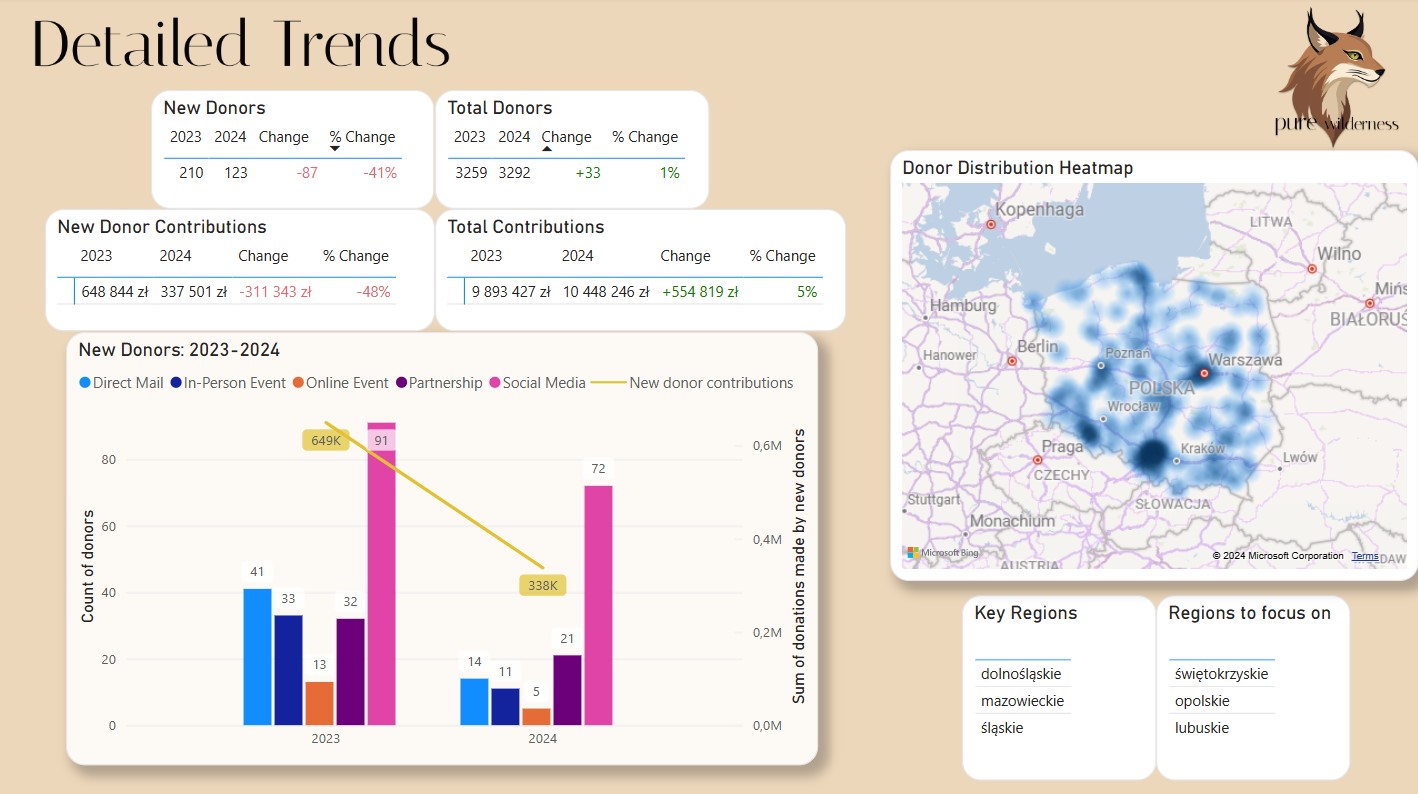 Detailed Trends
pure wilderness
New Donors
2023 2024 Change % Change
210 123 -87 -41%
Total Donors
2023 2024 Change % Change
3259 3292 +33 1%
New Donor Contributions
2023 2024 Change % Change
648 844 zł 337 501 zł -311 343 zł -48%
Total Contributions
2023 2024 Change % Change
9 893 427 zł 10 448 246 zł +554 819 zł 5%
New Donors: 2023-2024
Direct Mail In-Person Event Online Event Partnership Social Media New donor contributions
Count of donors
80
60
40
20
0
41
33
13
32
91
649K
14
11
5
21
72
338K
2023
2024
0,6M
0,4M
0,2M
0,0M
Sum of donations made by new donors
Donor Distribution Heatmap
Kopenhaga
LITWA
Wilno
Mińs
BIAŁORUŚ
Hamburg
Berlin
Hanower
Poznań
Warszawa
POLSKA
Wrocław
Praga
Kraków
Lwów
CZECHY
Stuttgart
SŁOWACJA
Monachium
AUSTRIA
Microsoft Bing
© 2024 Microsoft Corporation Terms
DAW
Key Regions
dolnośląskie
mazowieckie
śląskie
Regions to focus on
świętokrzyskie
opolskie
lubuskie